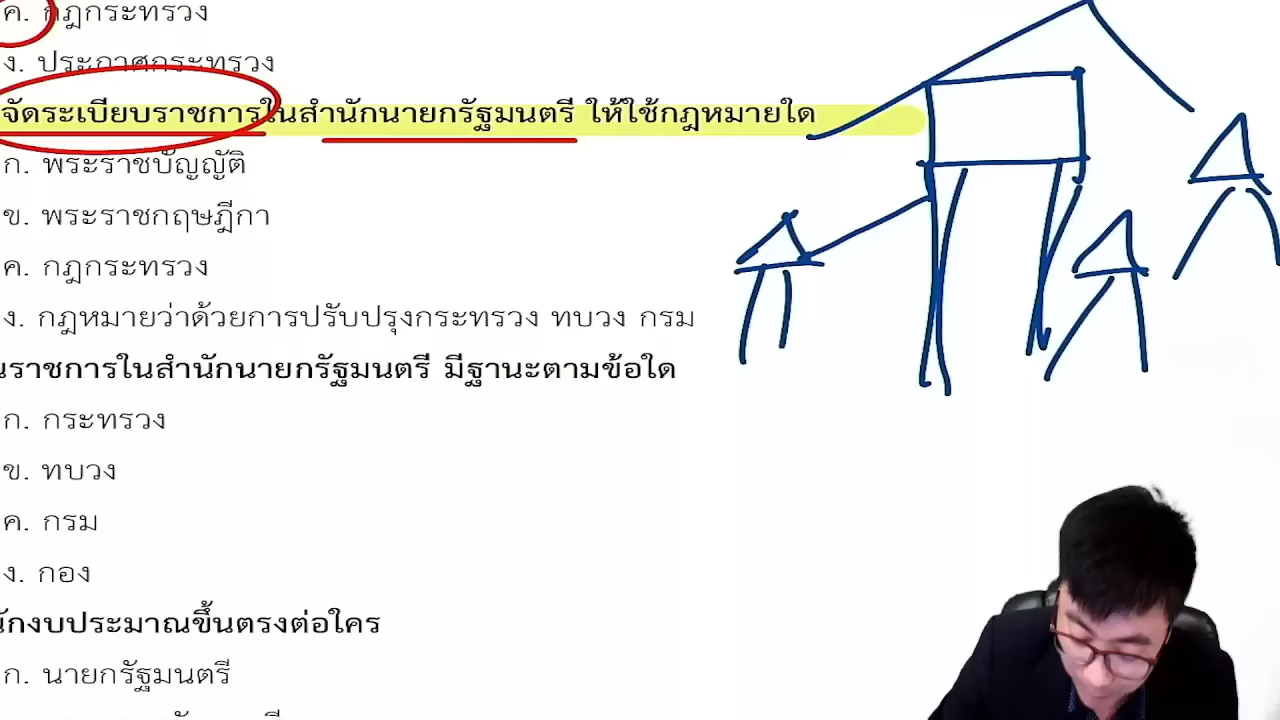 ค. กฎกระทรวง
ง. ประกาศกระทรวง
จัดระเบียบราชการในสำนักนายกรัฐมนตรี ให้ใช้กฎหมายใด
ก. พระราชบัญญัติ
ข. พระราชกฤษฎีกา
ค. กฎกระทรวง
ง. กฎหมายว่าด้วยการปรับปรุงกระทรวง ทบวง กรม
นราชการในสำนักนายกรัฐมนตรี มีฐานะตามข้อใด
ก. กระทรวง
ข. ทบวง
ค. กรม
ง. กอง
นักงบประมาณขึ้นตรงต่อใคร
ก. นายกรัฐมนตรี